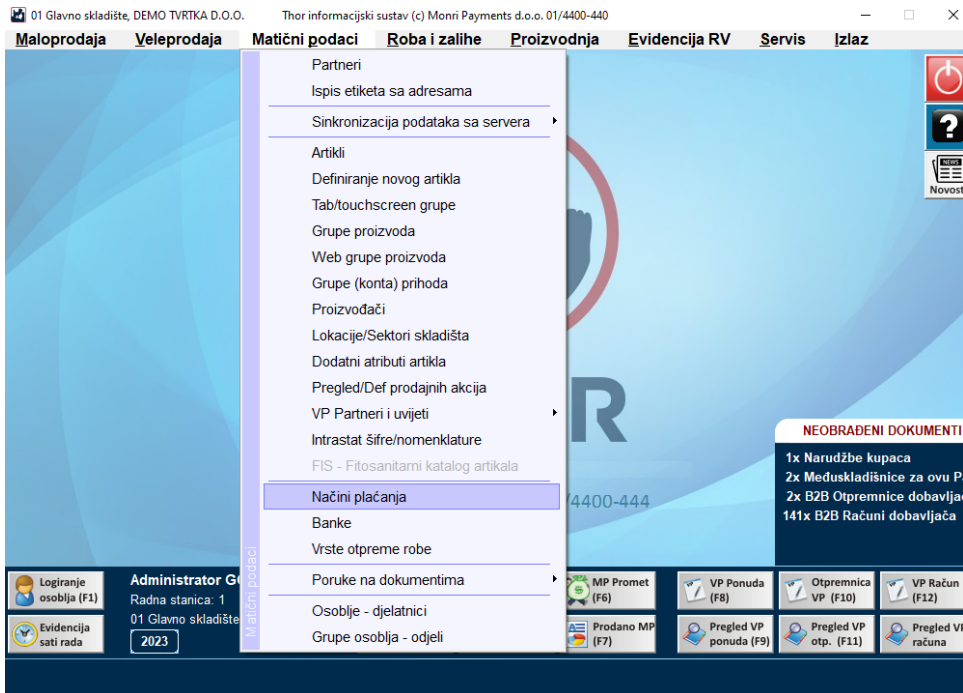 01 Glavno skladište, DEMO TVRTKA D.O.O. Thor informacijski sustav (c) Monri Payments d.o.o. 01/4400-440
Maloprodaja Veleprodaja Matični podaci Roba i zalihe Proizvodnja Evidencija RV Servis Izlaz
Partneri
Ispis etiketa sa adresama
Sinkronizacija podataka sa servera
Artikli
Definiranje novog artikla
Tab/touchscreen grupe
Grupe proizvoda
Web grupe proizvoda
Grupe (konta) prihoda
Proizvođači
Lokacije/Sektori skladišta
Dodatni atributi artikla
Pregled/Def prodajnih akcija
VP Partneri i uvijeti
Intrastat šifre/nomenklature
FIS - Fitosanitarni katalog artikala
Načini plaćanja
Banke
Vrste otpreme robe
Poruke na dokumentima
Osoblje - djelatnici
Grupe osoblja - odjeli
Matični podaci
R
/4400-444
?
NEWS
Novost
NEOBRAĐENI DOKUMENTI
1x Narudžbe kupaca
2x Međuskladišnice za ovu P
2x B2B Otpremnice dobavljač
141x B2B Računi dobavljača
Logiranje
osoblja (F1)
Evidencija
sati rada
Administrator G
Radna stanica: 1
01 Glavno skladište
2023
MP Promet
(F6)
Prodano MP
(F7)
VP Ponuda
(F8)
Pregled VP
ponuda (F9)
Otpremnica
VP (F10)
Pregled VP
otp. (F11)
VP Račun
(F12)
Pregled VP
računa